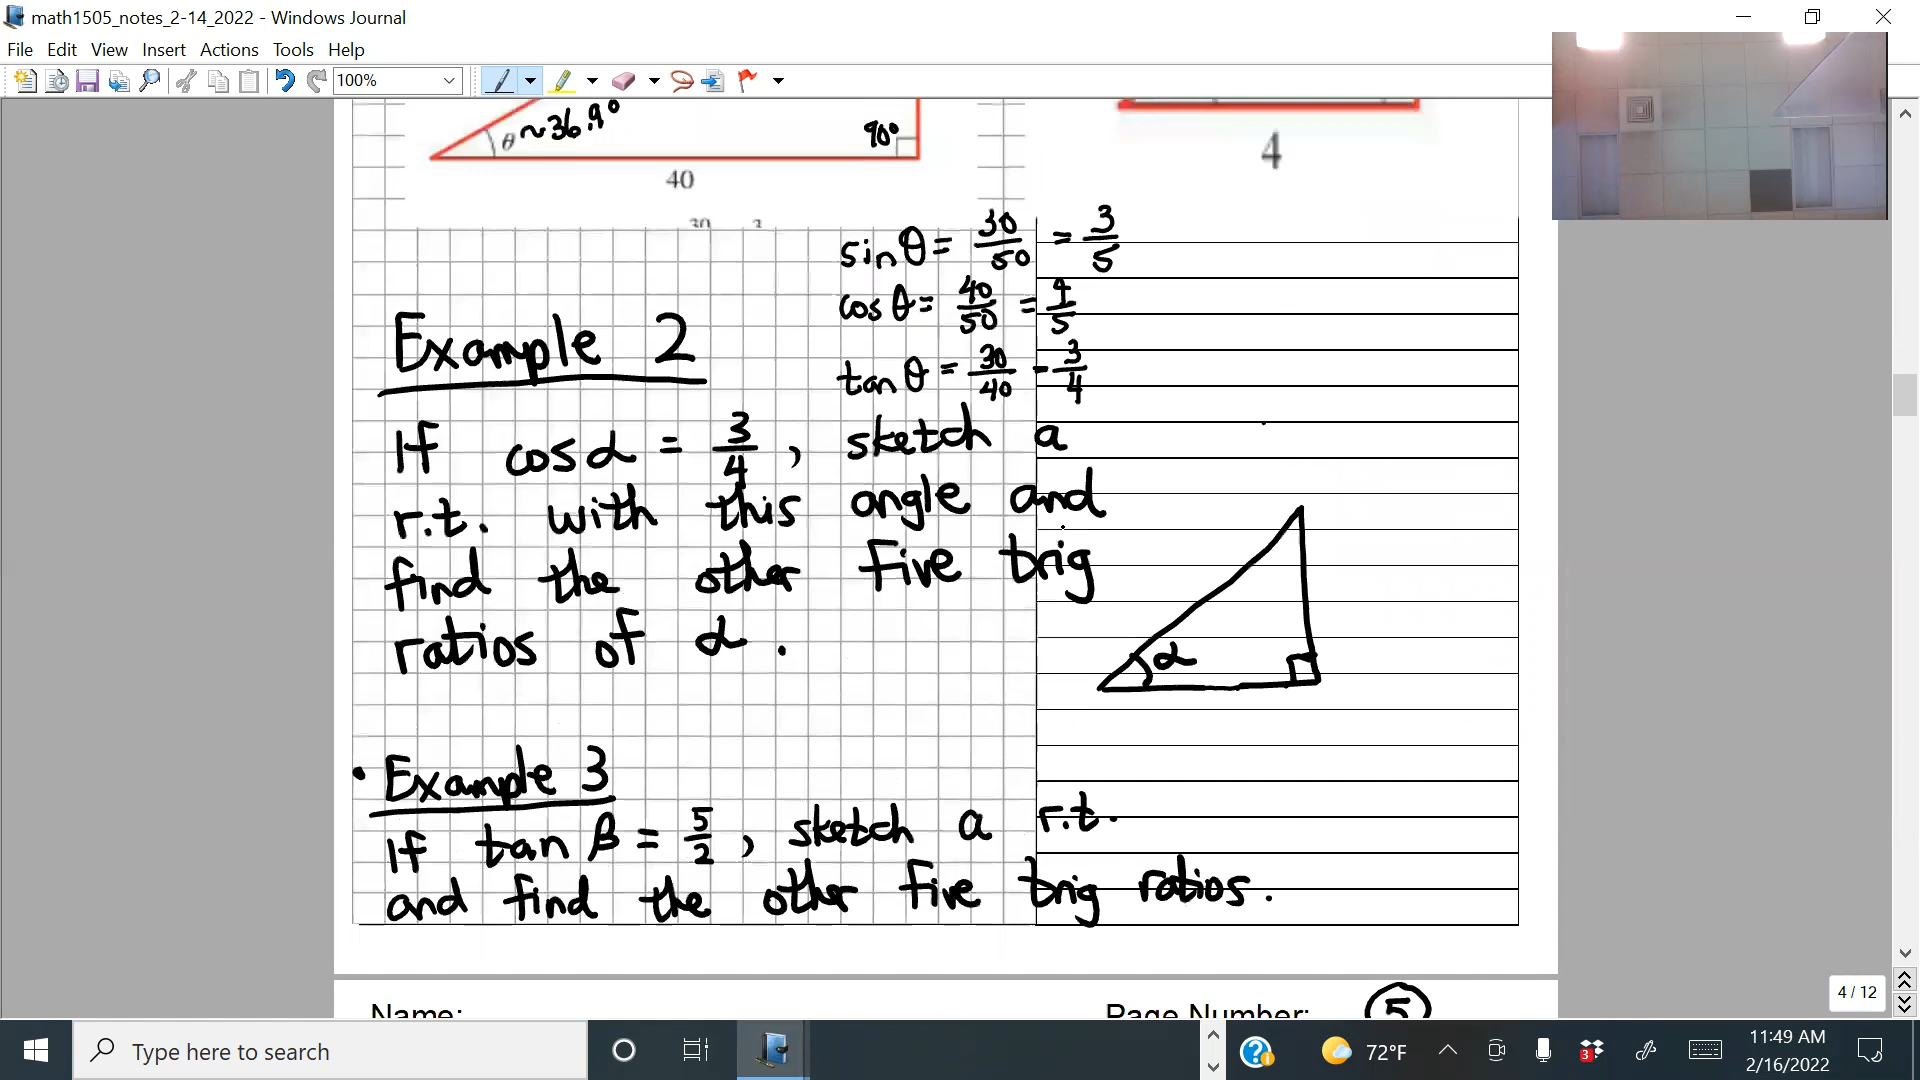 math1505_notes_2-14_2022 - Windows Journal
File Edit View Insert Actions Tools Help
100%
θ ~36.9°
90°
40
4
sin θ = 30/50 = 3/5
cos θ = 40/50 = 4/5
tan θ = 30/40 = 3/4
Example 2
If cos α = 3/4, sketch a
r.t. with this angle and
find the other five trig
ratios of α.
α
Example 3
If tan β = 5/2, sketch a r.t.
and find the other five trig ratios.
4 / 12
Name:
Page Number: 5
Type here to search
3
72°F
11:49 AM
2/16/2022